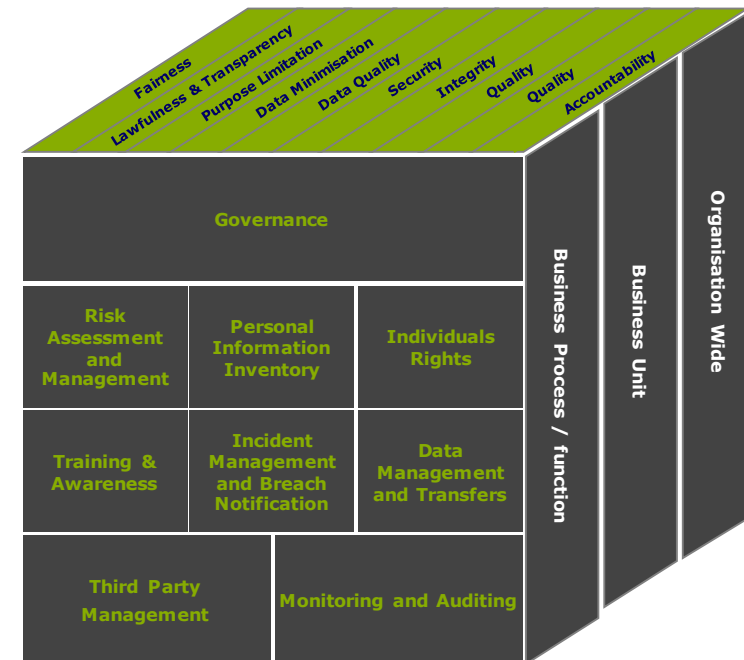 Fairness
Lawfulness & Transparency
Purpose Limitation
Data Minimisation
Data Quality
Security
Integrity
Quality
Quality
Accountability
Governance
Risk
Assessment
and
Management
Personal
Information
Inventory
Individuals
Rights
Training &
Awareness
Incident
Management
and Breach
Notification
Data
Management
and Transfers
Third Party
Management
Monitoring and Auditing
Business Process / function
Business Unit
Organisation Wide